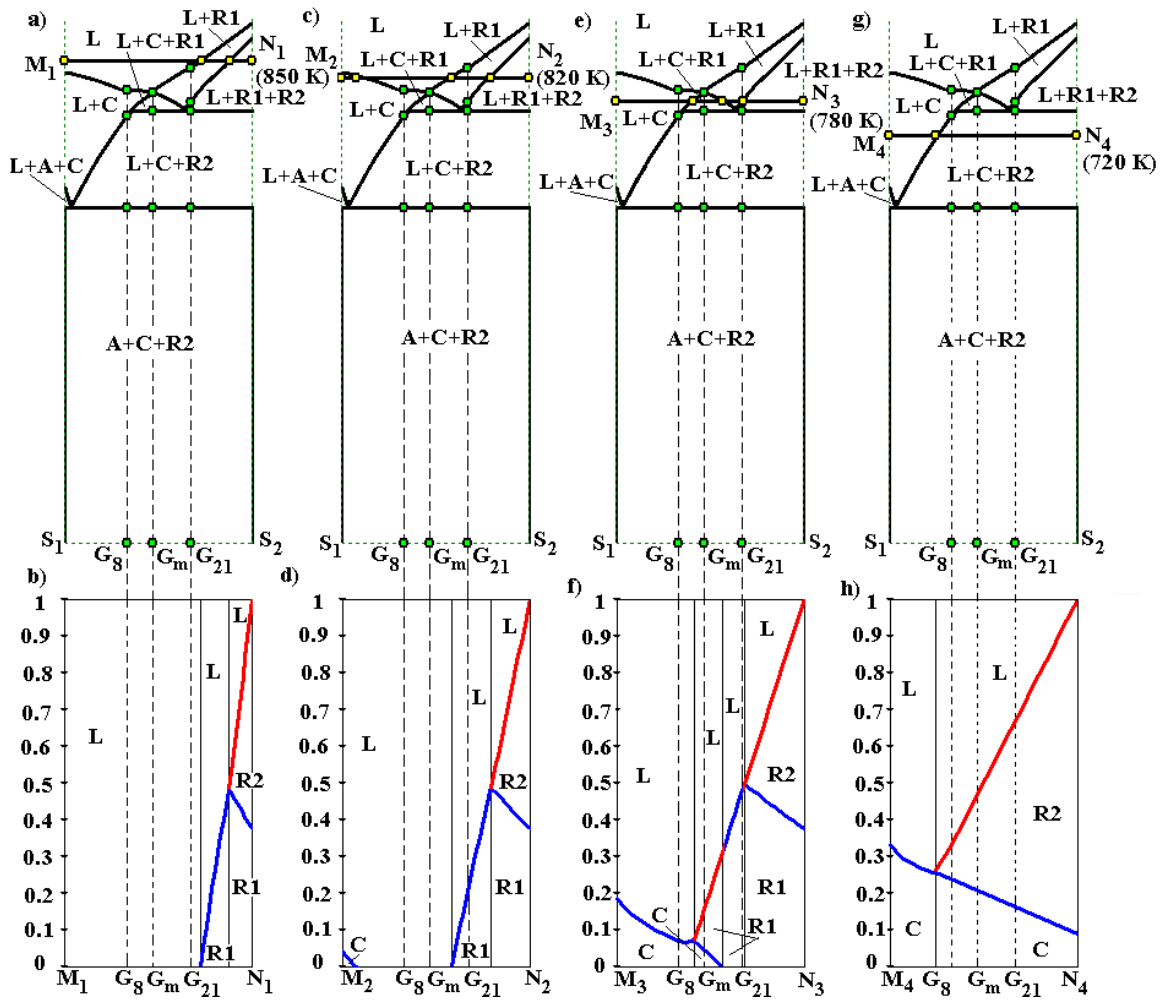 a)
L
L+R1
L+C+R1
M1
N1
(850 K)
L+C
L+R1+R2
L+C+R2
L+A+C
A+C+R2
S1
G8
Gm
G21
S2
c)
L
L+R1
L+C+R1
M2
N2
(820 K)
L+C
L+R1+R2
L+C+R2
L+A+C
A+C+R2
S1
G8
Gm
G21
S2
e)
L
L+R1
L+C+R1
L+R1+R2
N3
M3
L+C
(780 K)
L+C+R2
L+A+C
A+C+R2
S1
G8
Gm
G21
S2
g)
L
L+R1
L+C+R1
L+R1+R2
L+C
M4
N4
(720 K)
L+C+R2
L+A+C
A+C+R2
S1
G8
Gm
G21
S2
b)
1
0.9
0.8
0.7
0.6
0.5
0.4
0.3
0.2
0.1
0
L
L
L
R2
R1
R1
M1
G8
Gm
G21
N1
d)
1
0.9
0.8
0.7
0.6
0.5
0.4
0.3
0.2
0.1
0
L
L
L
R2
R1
R1
C
M2
G8
Gm
G21
N2
f)
1
0.9
0.8
0.7
0.6
0.5
0.4
0.3
0.2
0.1
0
L
L
L
L
R2
R1
C
R1
C
M3
G8
Gm
G21
N3
h)
1
0.9
0.8
0.7
0.6
0.5
0.4
0.3
0.2
0.1
0
L
L
R2
C
C
M4
G8
Gm
G21
N4